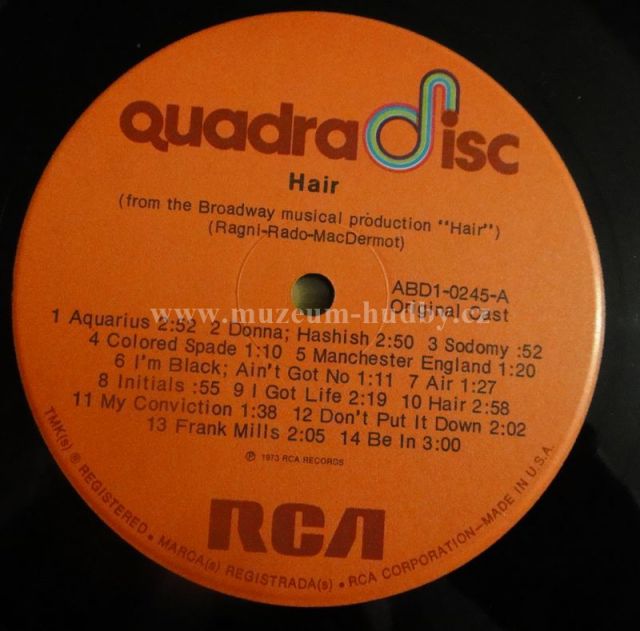 quadradisc
Hair
(from the Broadway musical production "Hair")
(Ragni-Rado-MacDermot)
ABD1-0245-A
Original Cast
www.muzeum-hudby.cz
1 Aquarius 2:52 2 Donna; Hashish 2:50 3 Sodomy :52
4 Colored Spade 1:10 5 Manchester England 1:20
6 I'm Black; Ain't Got No 1:11 7 Air 1:27
8 Initials :55 9 I Got Life 2:19 10 Hair 2:58
11 My Conviction 1:38 12 Don't Put It Down 2:02
13 Frank Mills 2:05 14 Be In 3:00
℗ 1973 RCA RECORDS
RCA
TMK(s) ® REGISTERED • MARCA(s) REGISTRADA(s) • RCA CORPORATION—MADE IN U.S.A.